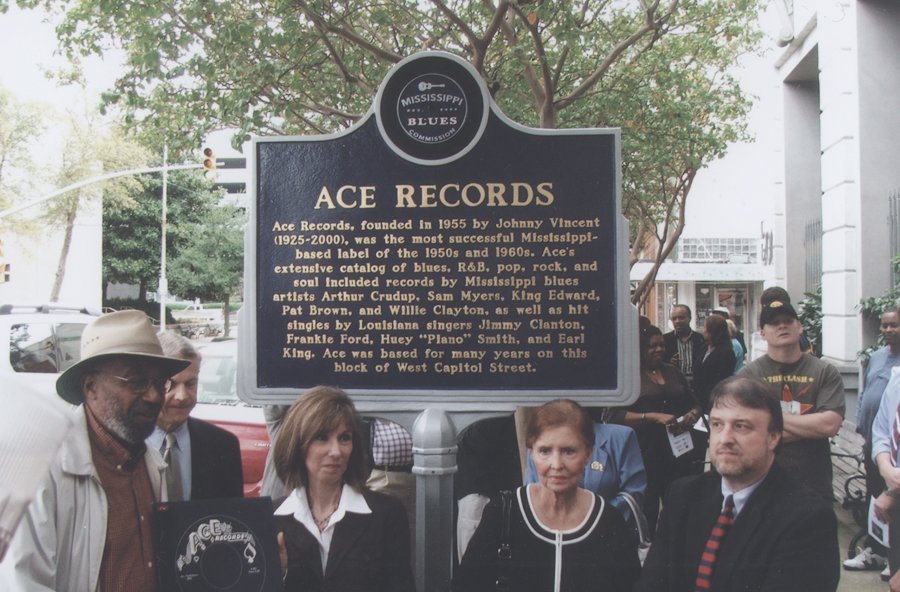 MISSISSIPPI
BLUES
COMMISSION
ACE RECORDS
Ace Records, founded in 1955 by Johnny Vincent
(1925-2000), was the most successful Mississippi-
based label of the 1950s and 1960s. Ace's
extensive catalog of blues, R&B, pop, rock, and
soul included records by Mississippi blues
artists Arthur Crudup, Sam Myers, King Edward,
Pat Brown, and Willie Clayton, as well as hit
singles by Louisiana singers Jimmy Clanton,
Frankie Ford, Huey "Piano" Smith, and Earl
King. Ace was based for many years on this
block of West Capitol Street.
THE CLASH
ACE
RECORDS